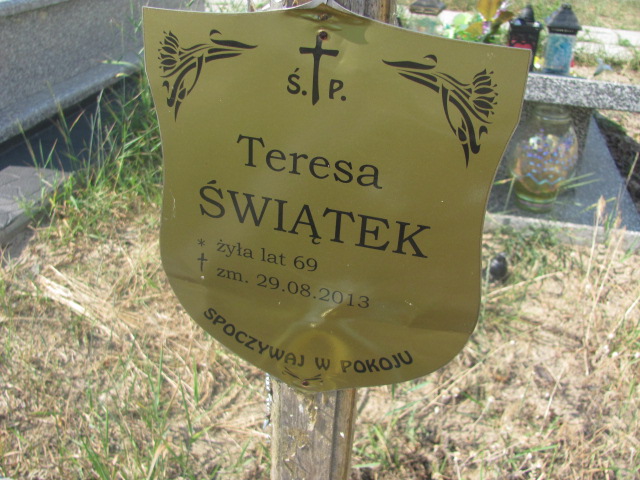 Ś. P.
Teresa
ŚWIĄTEK
* żyła lat 69
† zm. 29.08.2013
SPOCZYWAJ W POKOJU